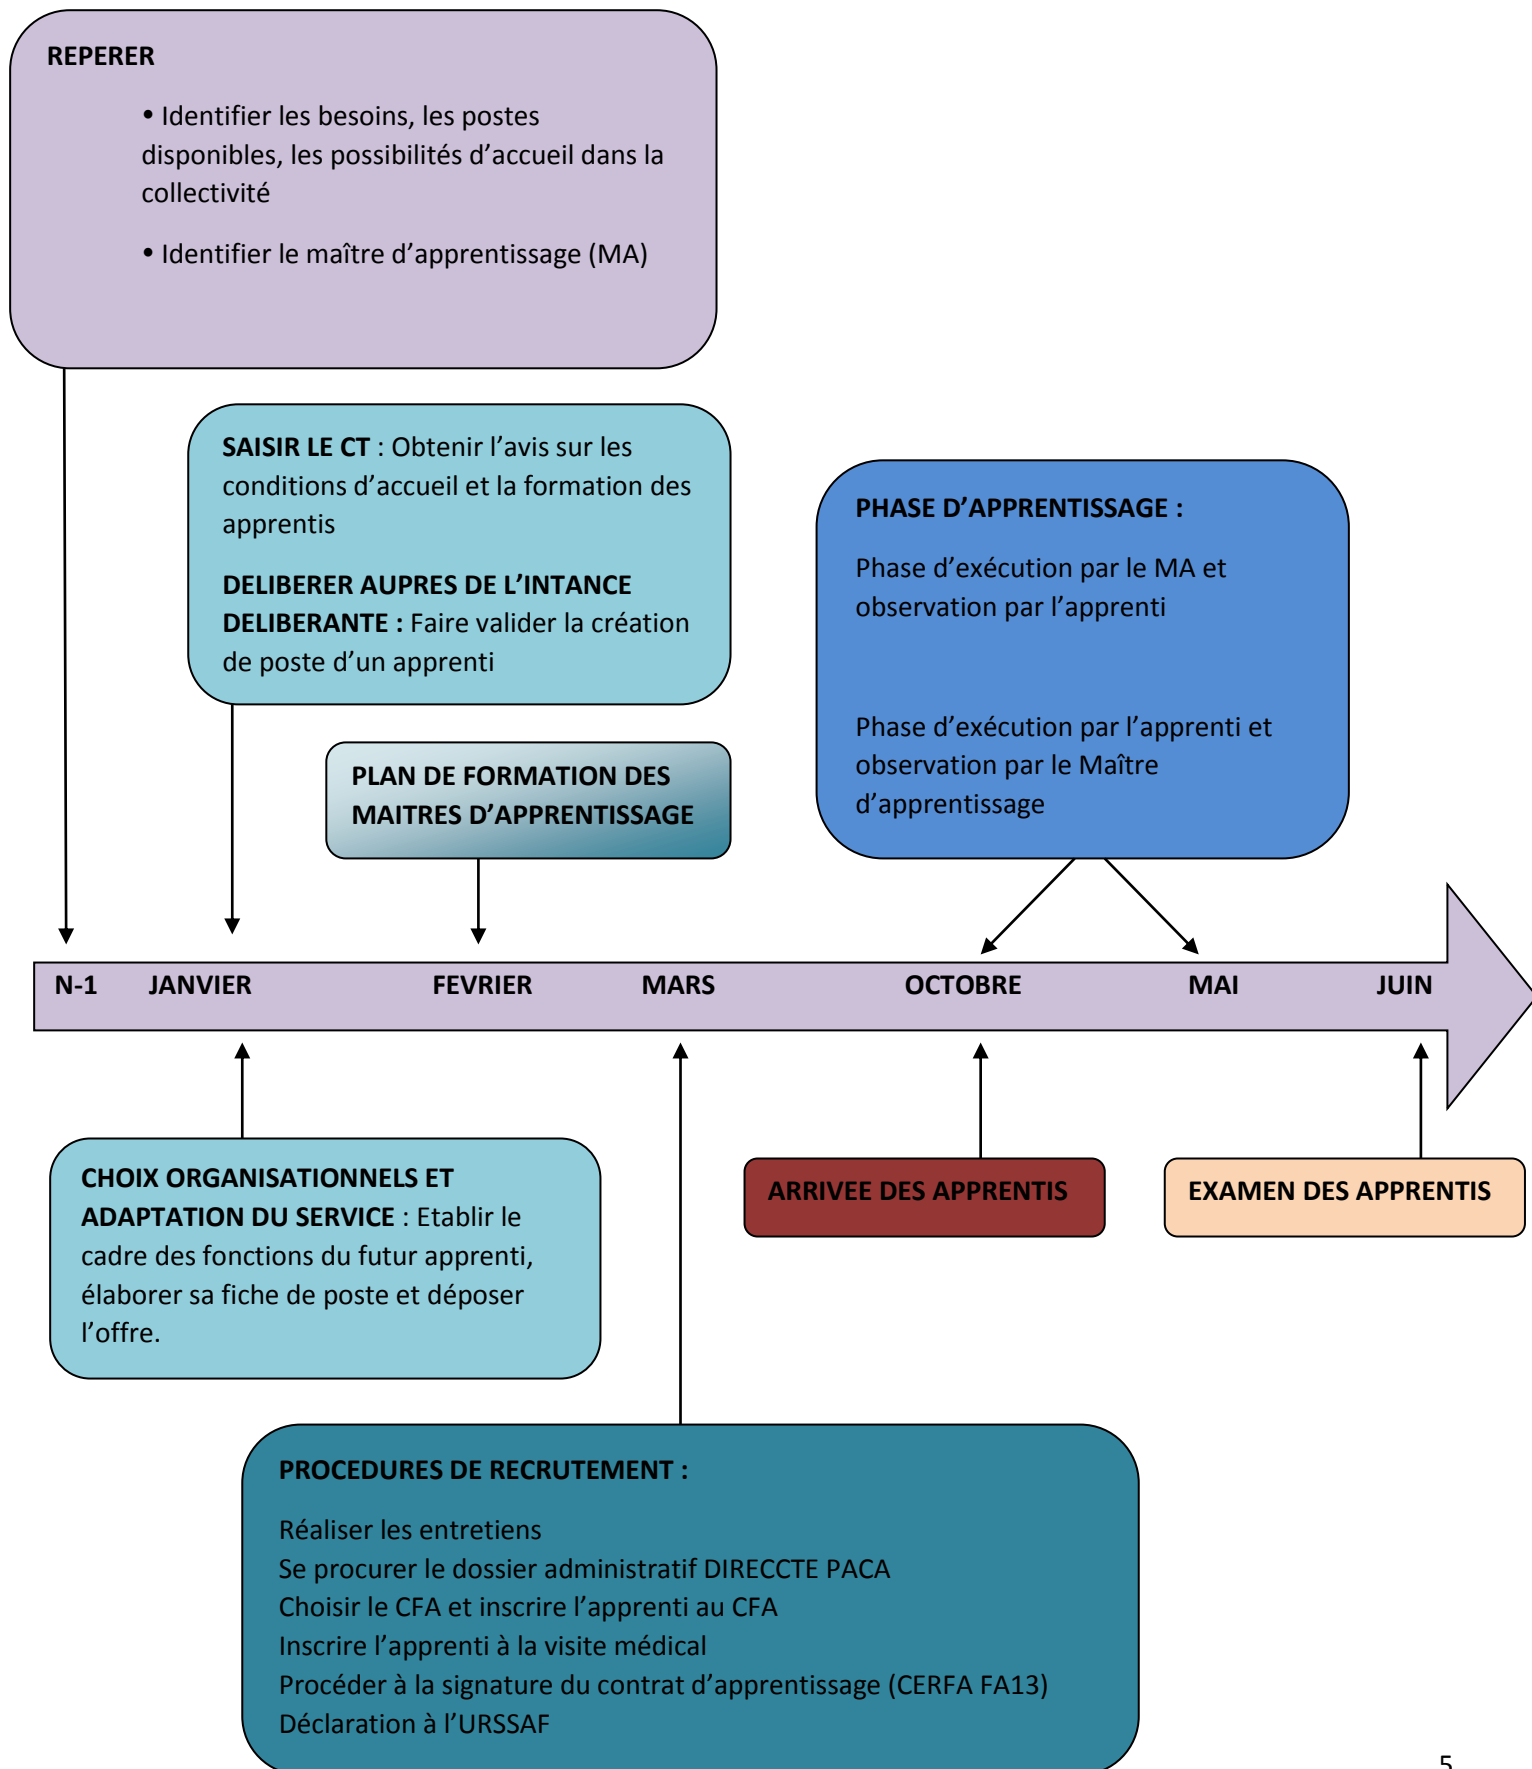 REPERER
• Identifier les besoins, les postes
disponibles, les possibilités d’accueil dans la
collectivité
• Identifier le maître d’apprentissage (MA)
SAISIR LE CT : Obtenir l’avis sur les
conditions d’accueil et la formation des
apprentis
DELIBERER AUPRES DE L’INTANCE
DELIBERANTE : Faire valider la création
de poste d’un apprenti
PHASE D’APPRENTISSAGE :
Phase d’exécution par le MA et
observation par l’apprenti
Phase d’exécution par l’apprenti et
observation par le Maître
d’apprentissage
PLAN DE FORMATION DES
MAITRES D’APPRENTISSAGE
N-1 JANVIER FEVRIER MARS OCTOBRE MAI JUIN
CHOIX ORGANISATIONNELS ET
ADAPTATION DU SERVICE : Etablir le
cadre des fonctions du futur apprenti,
élaborer sa fiche de poste et déposer
l’offre.
ARRIVEE DES APPRENTIS
EXAMEN DES APPRENTIS
PROCEDURES DE RECRUTEMENT :
Réaliser les entretiens
Se procurer le dossier administratif DIRECCTE PACA
Choisir le CFA et inscrire l’apprenti au CFA
Inscrire l’apprenti à la visite médical
Procéder à la signature du contrat d’apprentissage (CERFA FA13)
Déclaration à l’URSSAF
5